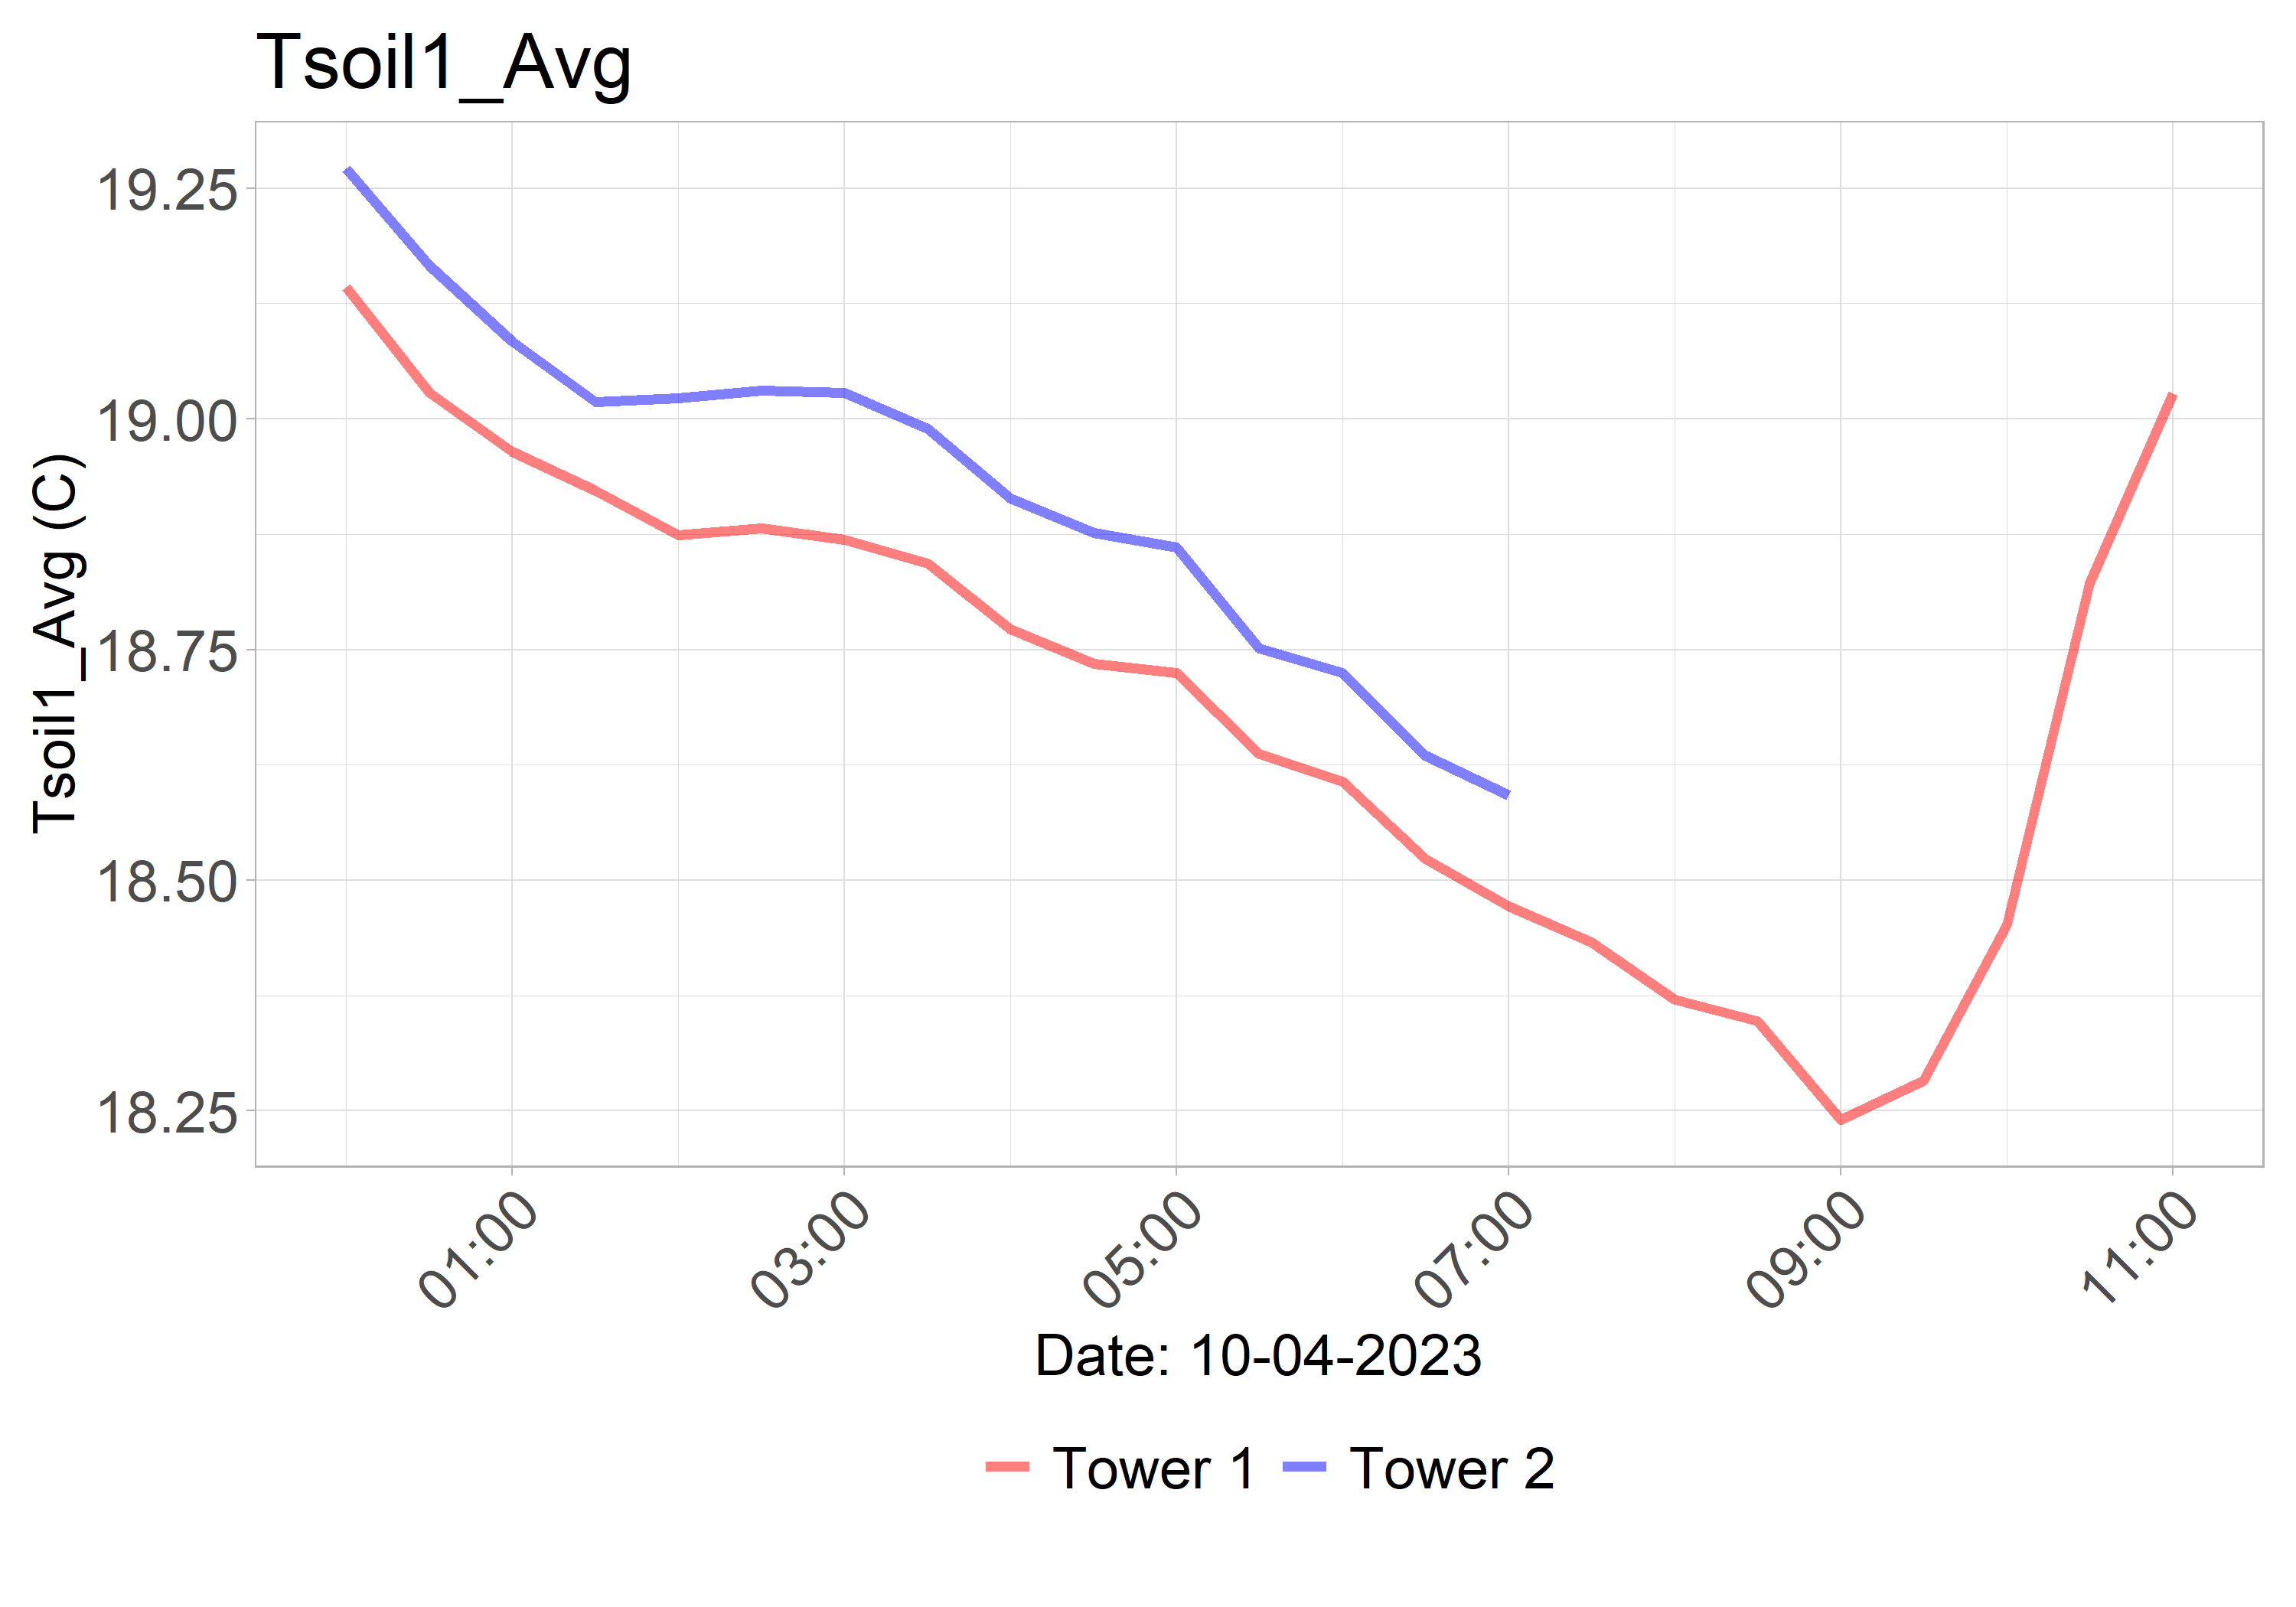 Tsoil1_Avg
Tsoil1_Avg (C)
19.25
19.00
18.75
18.50
18.25
01:00 03:00 05:00 07:00 09:00 11:00
Date: 10-04-2023
Tower 1 Tower 2